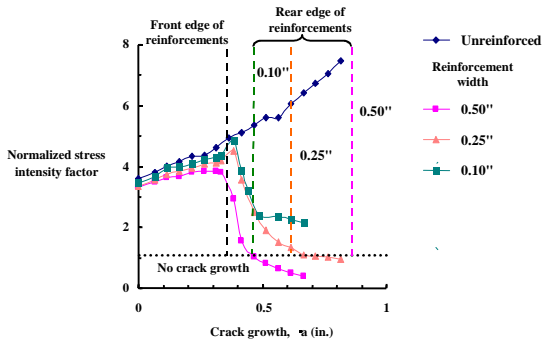 Front edge of
reinforcements
Rear edge of
reinforcements
8
6
4
2
0
0.10"
0.50"
0.25"
Normalized stress
intensity factor
No crack growth
0
0.5
1
Crack growth, •a (in.)
Unreinforced
Reinforcement
width
0.50"
0.25"
0.10"